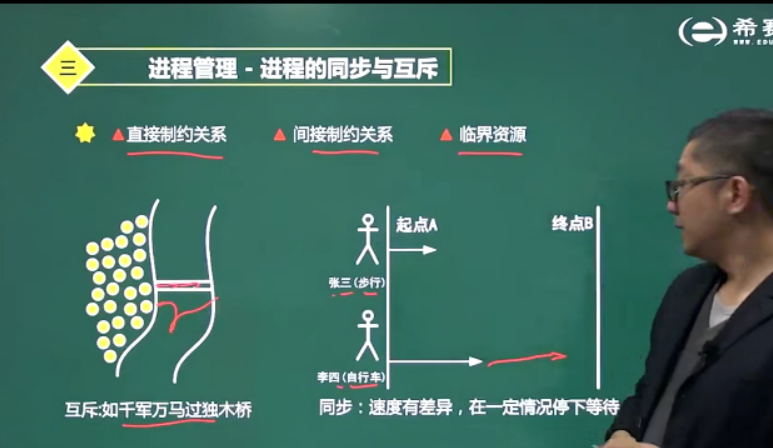 希赛
WWW.EDU
三
进程管理 - 进程的同步与互斥
直接制约关系
间接制约关系
临界资源
起点A
终点B
张三(步行)
李四(自行车)
互斥:如千军万马过独木桥
同步：速度有差异，在一定情况停下等待